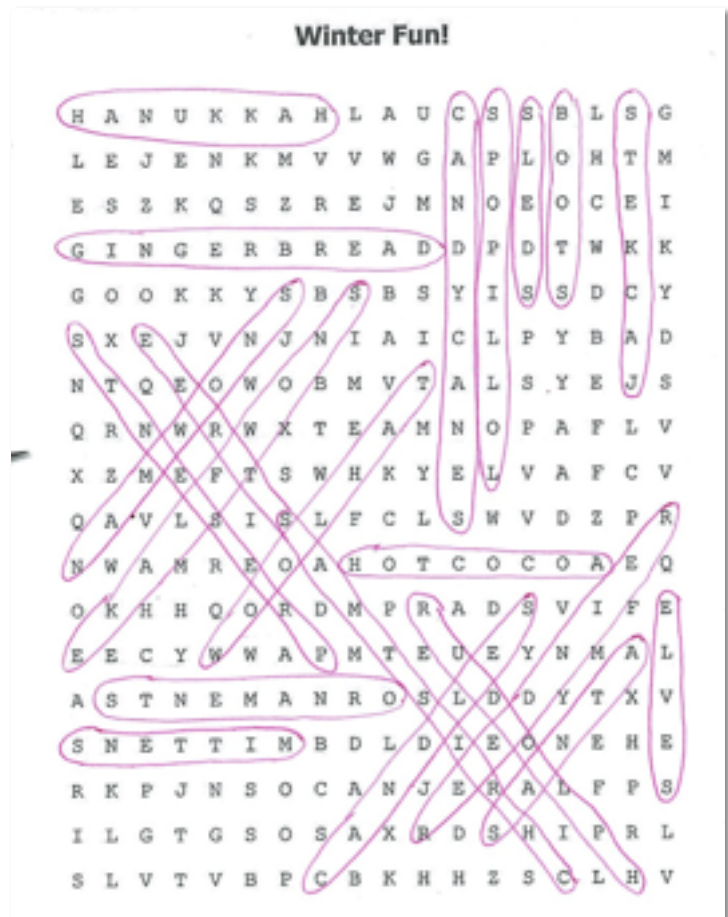 Winter Fun!
H A N U K K A H L A U C S S B L S G
L E J E N K M V V W G A P L O H T M
E S Z K Q S Z R E J M N O E O C E I
G I N G E R B R E A D D P D T W K K
G O O K K Y S B S B S Y I S S D C Y
S X E J V N J N I A I C L P Y B A D
N T Q E O W O B M V T A L S Y E J S
Q R N W R W X T E A M N O P A F L V
X Z M E F T S W H K Y E L V A F C V
Q A V L S I S L F C L S W V D Z P R
N W A M R E O A H O T C O C O A E Q
O K H H Q O R D M P R A D S V I F E
E E C Y W W A P M T E U E Y N M A L
A S T N E M A N R O S L D D Y T X V
S N E T T I M B D L D I E O N E H E
R K P J N S O C A N J E R A L F P S
I L G T G S O S A X R D S H I P R L
S L V T V B P C B K H H Z S C L H V